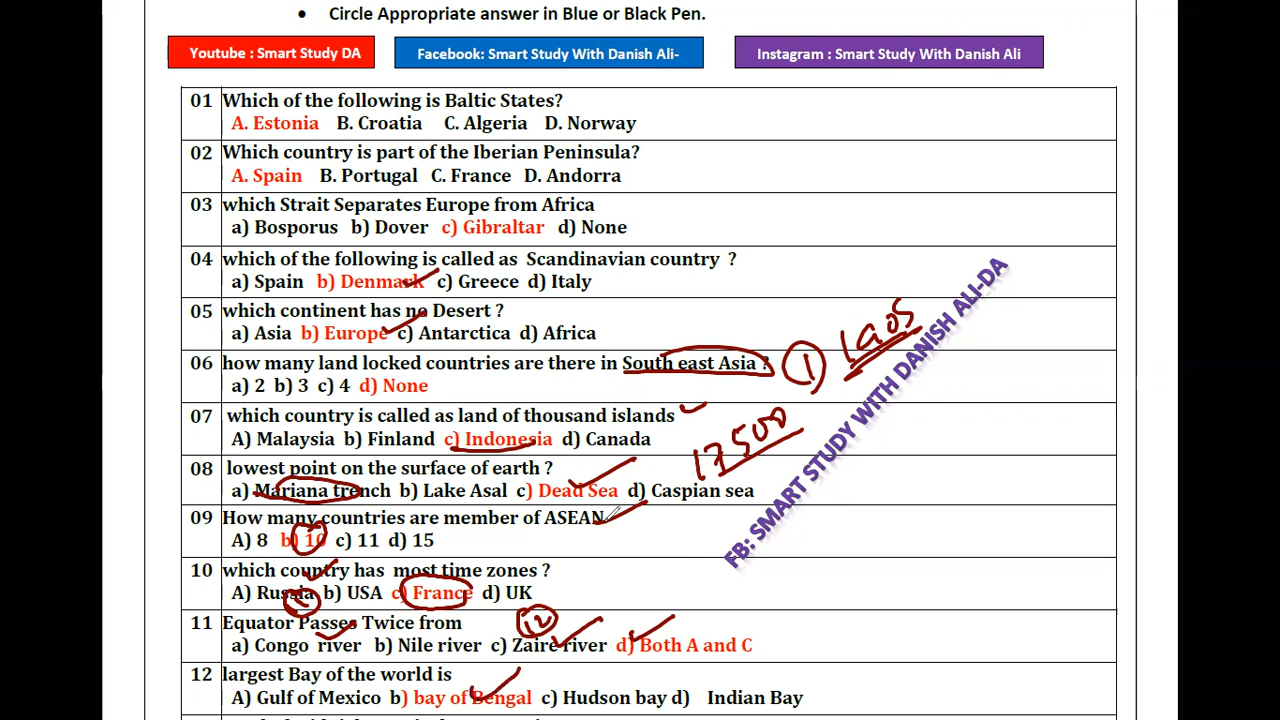 • Circle Appropriate answer in Blue or Black Pen.
Youtube : Smart Study DA
Facebook: Smart Study With Danish Ali-
Instagram : Smart Study With Danish Ali
01 Which of the following is Baltic States?
A. Estonia B. Croatia C. Algeria D. Norway
02 Which country is part of the Iberian Peninsula?
A. Spain B. Portugal C. France D. Andorra
03 which Strait Separates Europe from Africa
a) Bosporus b) Dover c) Gibraltar d) None
04 which of the following is called as Scandinavian country ?
a) Spain b) Denmark c) Greece d) Italy
05 which continent has no Desert ?
a) Asia b) Europe c) Antarctica d) Africa
06 how many land locked countries are there in South east Asia ? 1 Laos
a) 2 b) 3 c) 4 d) None
07 which country is called as land of thousand islands
A) Malaysia b) Finland c) Indonesia d) Canada
17500
08 lowest point on the surface of earth ?
a) Mariana trench b) Lake Asal c) Dead Sea d) Caspian sea
09 How many countries are member of ASEAN
A) 8 b) 10 c) 11 d) 15
10 which country has most time zones ?
A) Russia b) USA c) France d) UK
11 12
11 Equator Passes Twice from
a) Congo river b) Nile river c) Zaire river d) Both A and C
12 largest Bay of the world is
A) Gulf of Mexico b) bay of Bengal c) Hudson bay d) Indian Bay
FB: SMART STUDY WITH DANISH ALI-DA